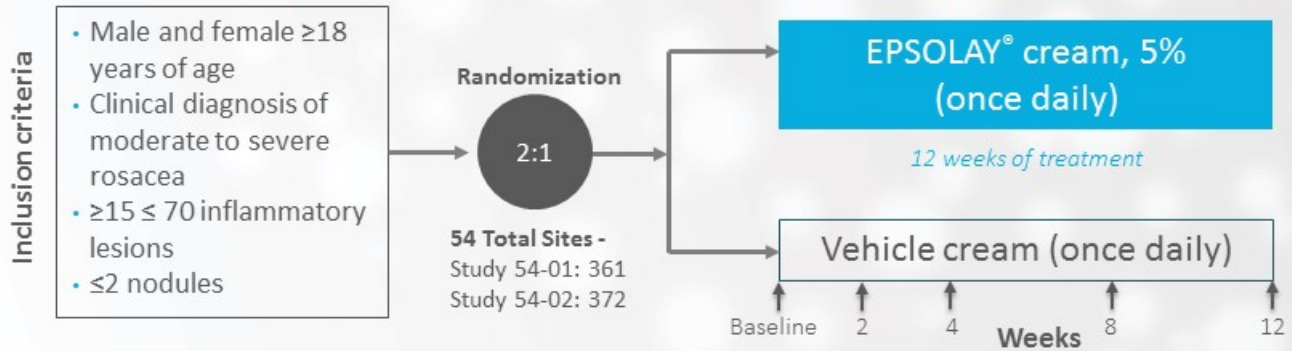 Inclusion criteria
• Male and female ≥18
years of age
• Clinical diagnosis of
moderate to severe
rosacea
• ≥15 ≤ 70 inflammatory
lesions
• ≤2 nodules
Randomization
2:1
54 Total Sites -
Study 54-01: 361
Study 54-02: 372
EPSOLAY® cream, 5%
(once daily)
12 weeks of treatment
Vehicle cream (once daily)
Baseline 2 4 8 12
Weeks